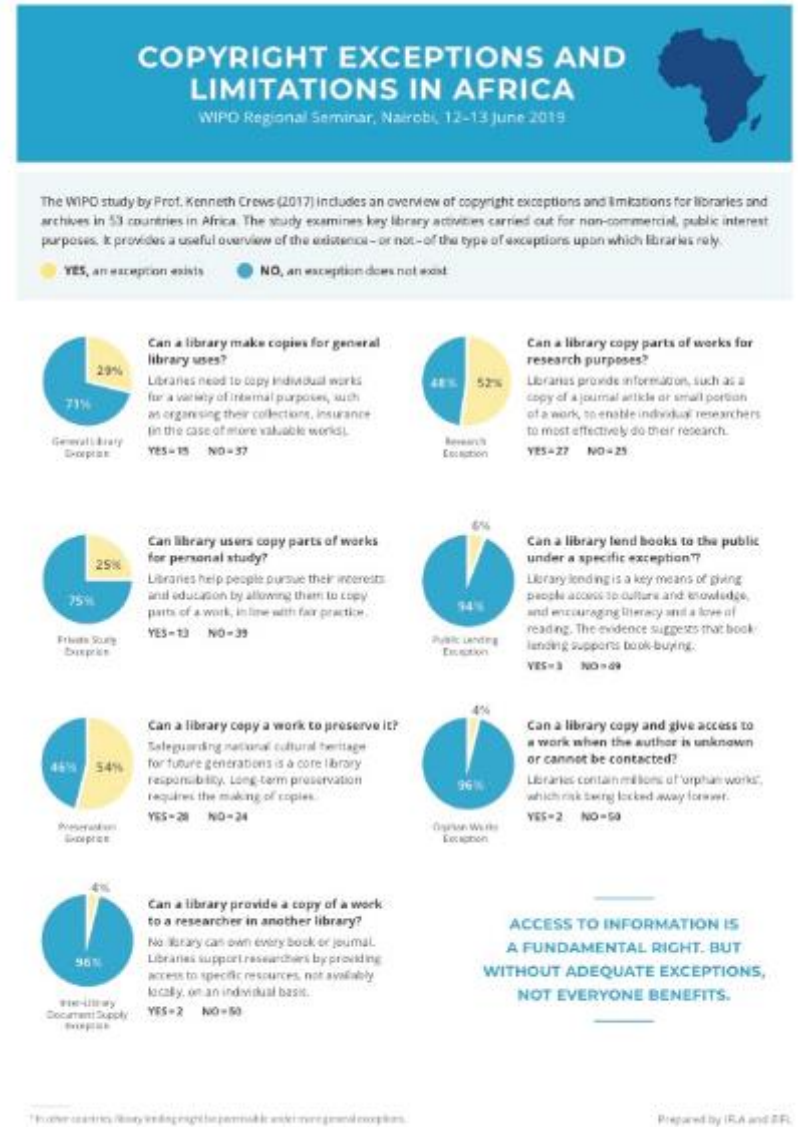 COPYRIGHT EXCEPTIONS AND
LIMITATIONS IN AFRICA
WIPO Regional Seminar, Nairobi, 12–13 June 2019
The WIPO study by Prof. Kenneth Crews (2017) includes an overview of copyright exceptions and limitations for libraries and
archives in 53 countries in Africa. The study examines key library activities carried out for non-commercial, public interest
purposes. It provides a useful overview of the existence – or not – of the type of exceptions upon which libraries rely.
YES, an exception exists
NO, an exception does not exist
29%
71%
General Library
Exception
Can a library make copies for general
library uses?
Libraries need to copy individual works
for a variety of internal purposes, such
as organising their collections, insurance
(in the case of more valuable works).
YES=15 NO=37
48%
52%
Research
Exception
Can a library copy parts of works for
research purposes?
Libraries provide information, such as a
copy of a journal article or small portion
of a work, to enable individual researchers
to most effectively do their research.
YES=27 NO=25
25%
75%
Private Study
Exception
Can library users copy parts of works
for personal study?
Libraries help people pursue their interests
and education by allowing them to copy
parts of a work, in line with fair practice.
YES=13 NO=39
6%
94%
Public Lending
Exception
Can a library lend books to the public
under a specific exception*?
Library lending is a key means of giving
people access to culture and knowledge,
and encouraging literacy and a love of
reading. The evidence suggests that book-
lending supports book-buying.
YES=3 NO=49
46%
54%
Preservation
Exception
Can a library copy a work to preserve it?
Safeguarding national cultural heritage
for future generations is a core library
responsibility. Long-term preservation
requires the making of copies.
YES=28 NO=24
4%
96%
Orphan Works
Exception
Can a library copy and give access to
a work when the author is unknown
or cannot be contacted?
Libraries contain millions of 'orphan works',
which risk being locked away forever.
YES=2 NO=50
4%
96%
Inter-Library
Document Supply
Exception
Can a library provide a copy of a work
to a researcher in another library?
No library can own every book or journal.
Libraries support researchers by providing
access to specific resources, not availably
locally, on an individual basis.
YES=2 NO=50
ACCESS TO INFORMATION IS
A FUNDAMENTAL RIGHT. BUT
WITHOUT ADEQUATE EXCEPTIONS,
NOT EVERYONE BENEFITS.
* In other countries, library lending might be permissible under more general exceptions.
Prepared by IFLA and EIFL